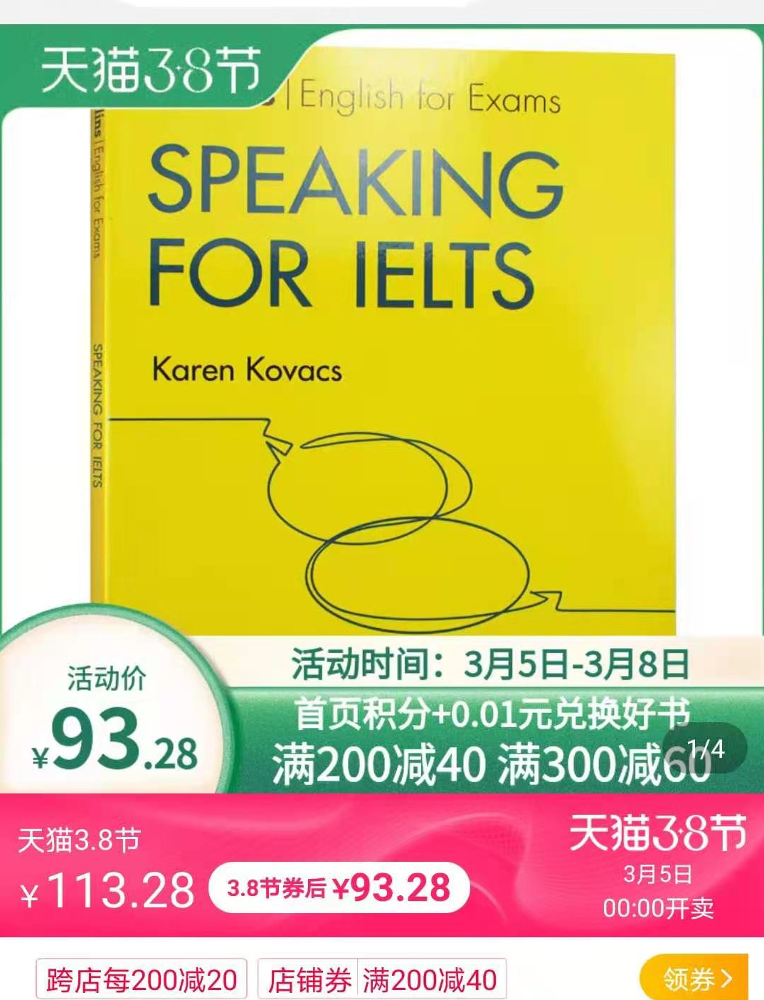 天猫3·8节
English for Exams
SPEAKING
FOR IELTS
Karen Kovacs
lins | English for Exams
SPEAKING FOR IELTS
活动时间：3月5日-3月8日
活动价
¥93.28
首页积分+0.01元兑换好书
满200减40 满300减60
1/4
天猫3.8节
¥113.28
3.8节券后¥93.28
天猫3·8节
3月5日
00:00开卖
跨店每200减20
店铺券 满200减40
领券 >